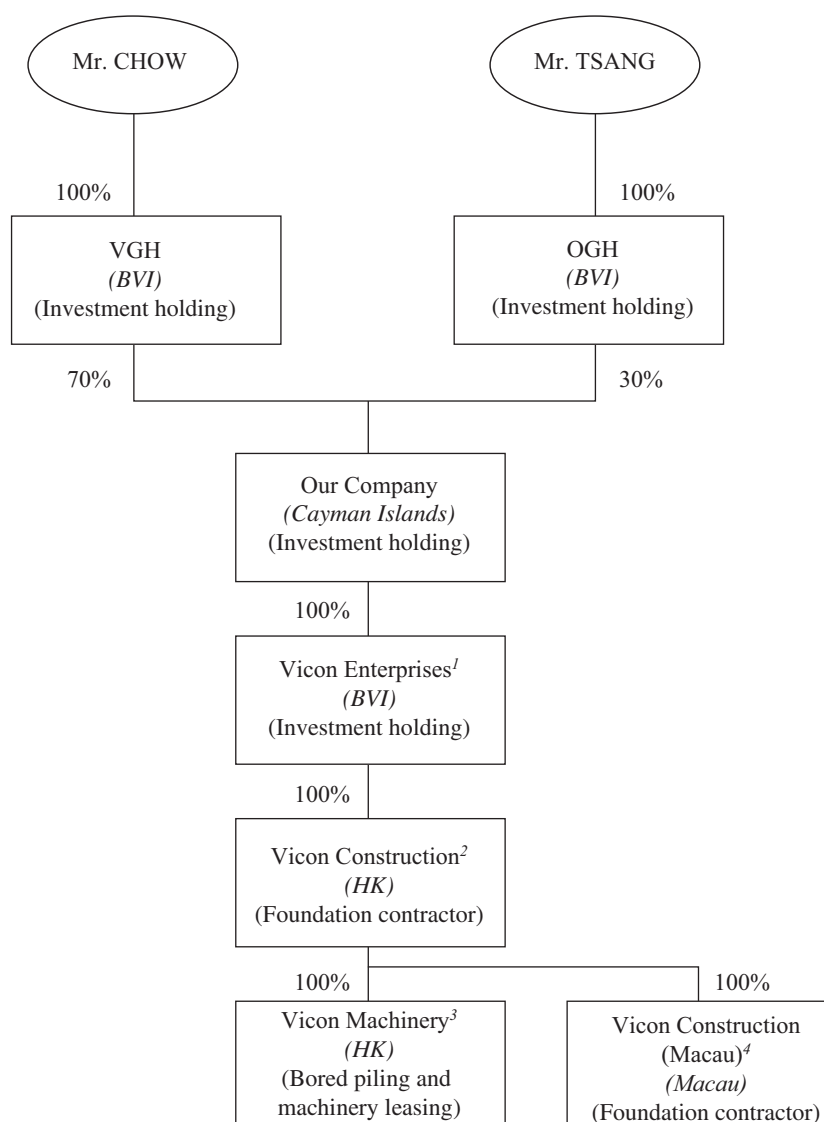 Mr. CHOW
Mr. TSANG
100%
100%
VGH
(BVI)
(Investment holding)
OGH
(BVI)
(Investment holding)
70%
30%
Our Company
(Cayman Islands)
(Investment holding)
100%
Vicon Enterprises¹
(BVI)
(Investment holding)
100%
Vicon Construction²
(HK)
(Foundation contractor)
100%
100%
Vicon Machinery³
(HK)
(Bored piling and
machinery leasing)
Vicon Construction
(Macau)⁴
(Macau)
(Foundation contractor)